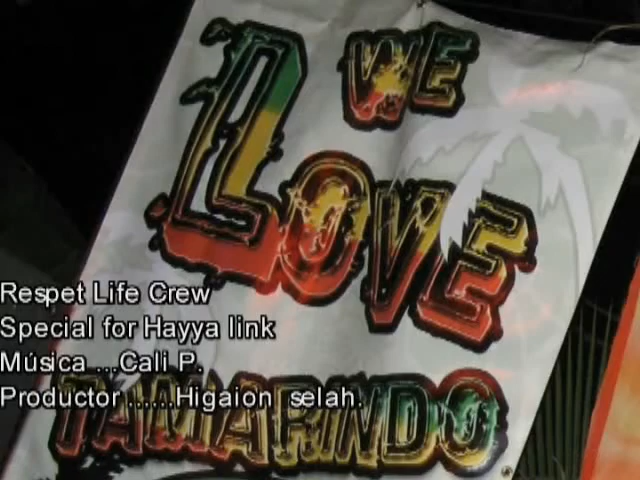 WE
LOVE
Respet Life Crew
Special for Hayya link
Música ...Cali P.
Productor ......Higaion selah.
TAMARINDO